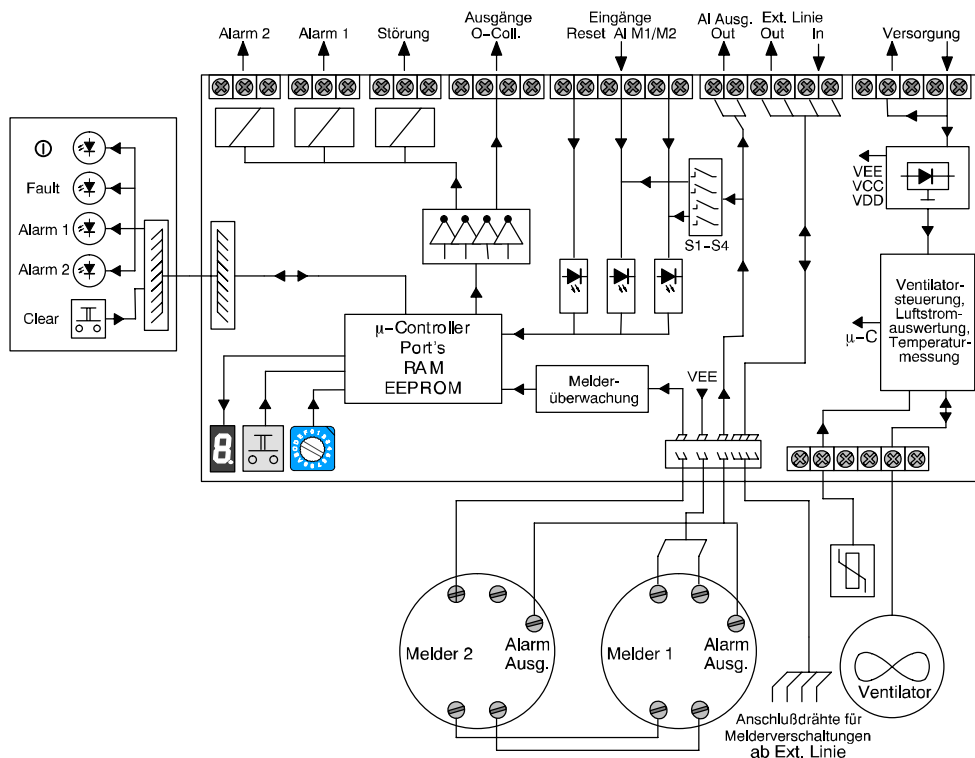 Ausgänge
Eingänge
Al Ausg.
Ext. Linie
Alarm 2
Alarm 1
Störung
O-Coll.
Reset Al M1/M2
Out
Out
In
Versorgung
Fault
Alarm 1
Alarm 2
Clear
S1-S4
VEE
VCC
VDD
Ventilator-
steuerung,
Luftstrom-
auswertung,
Temperatur-
messung
µ-C
µ-Controller
Port's
RAM
EEPROM
Melder-
überwachung
VEE
8.
Melder 2
Alarm
Ausg.
Melder 1
Alarm
Ausg.
Ventilator
Anschlußdrähte für
Melderverschaltungen
ab Ext. Linie